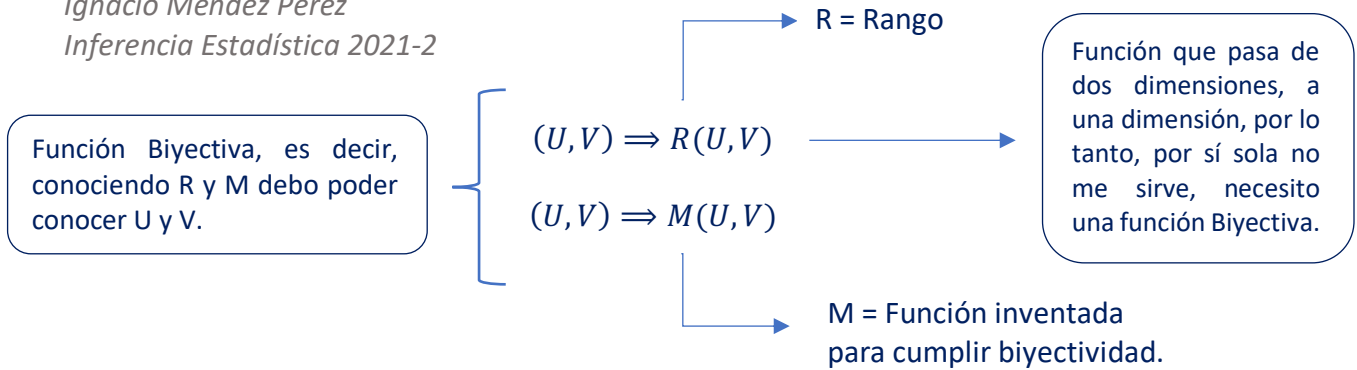 Ignacio Méndez Pérez
Inferencia Estadística 2021-2
R = Rango
Función que pasa de
dos dimensiones, a
una dimensión, por lo
tanto, por sí sola no
me sirve, necesito
una función Biyectiva.
Función Biyectiva, es decir,
conociendo R y M debo poder
conocer U y V.
(U, V) ⟹ R(U, V)
(U, V) ⟹ M(U, V)
M = Función inventada
para cumplir biyectividad.